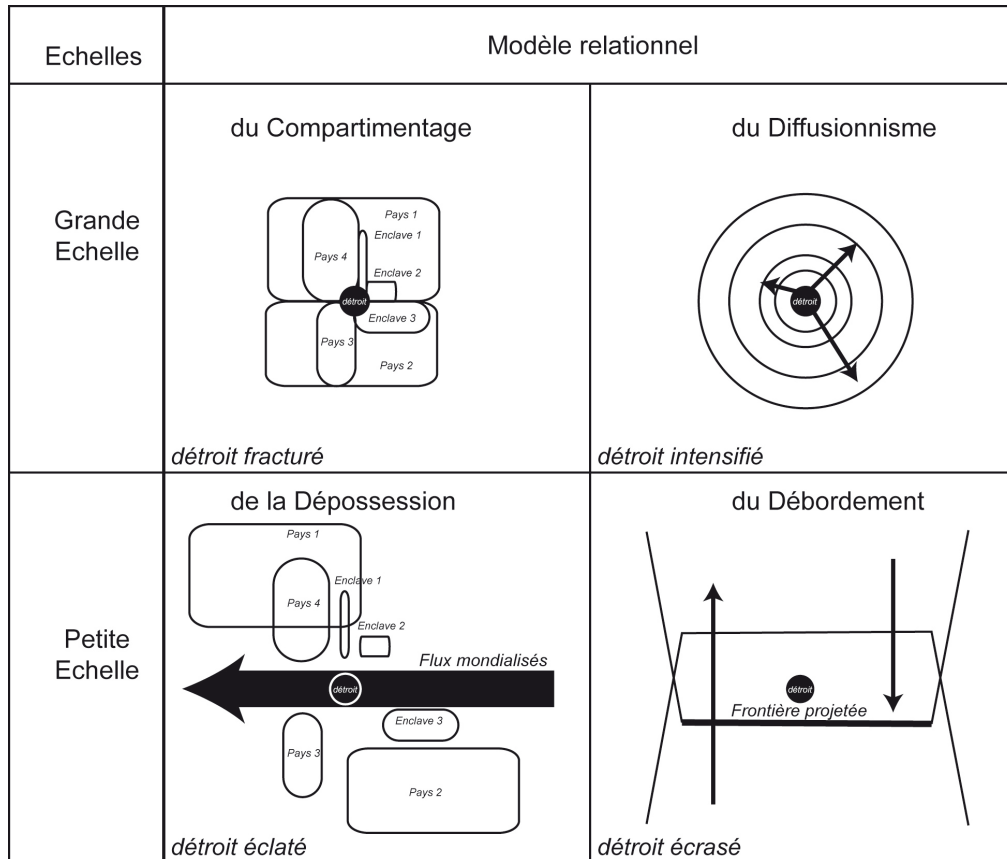 Echelles
Modèle relationnel
Grande
Echelle
du Compartimentage
Pays 1
Enclave 1
Pays 4
Enclave 2
détroit
Enclave 3
Pays 3
Pays 2
détroit fracturé
du Diffusionnisme
détroit
détroit intensifié
Petite
Echelle
de la Dépossession
Pays 1
Enclave 1
Pays 4
Enclave 2
Flux mondialisés
détroit
Enclave 3
Pays 3
Pays 2
détroit éclaté
du Débordement
détroit
Frontière projetée
détroit écrasé